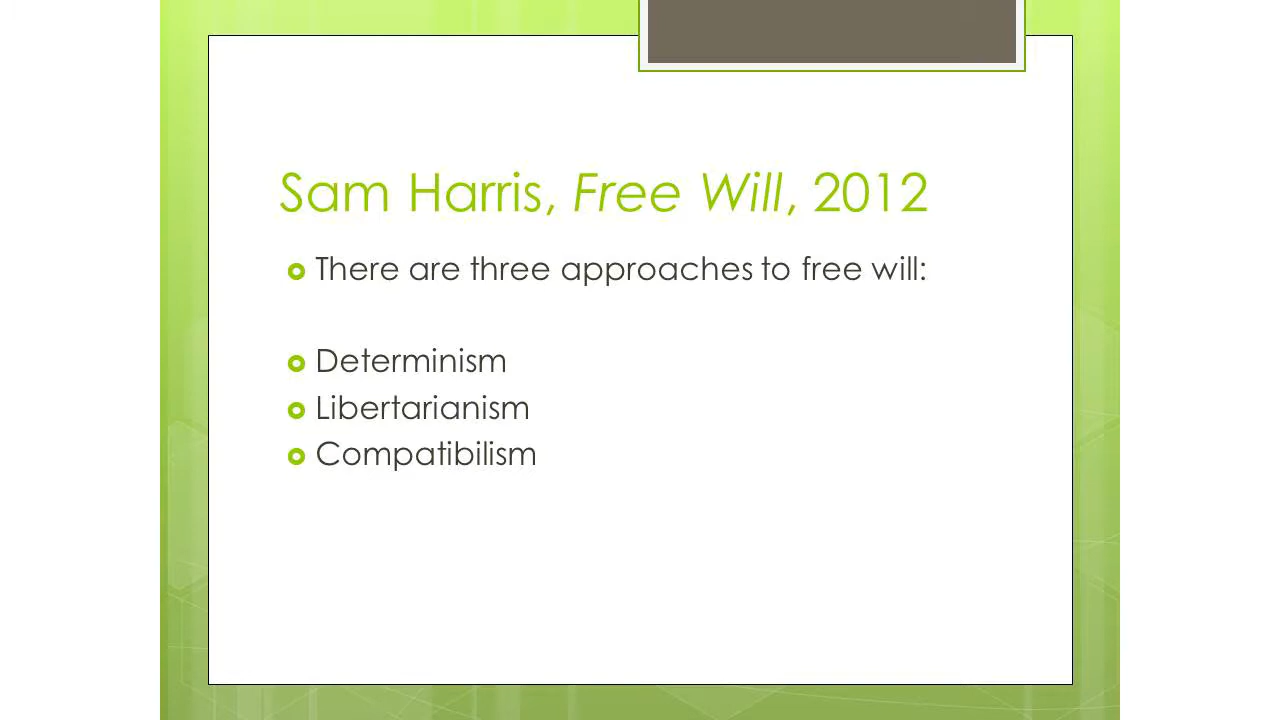 Sam Harris, Free Will, 2012
There are three approaches to free will:
Determinism
Libertarianism
Compatibilism